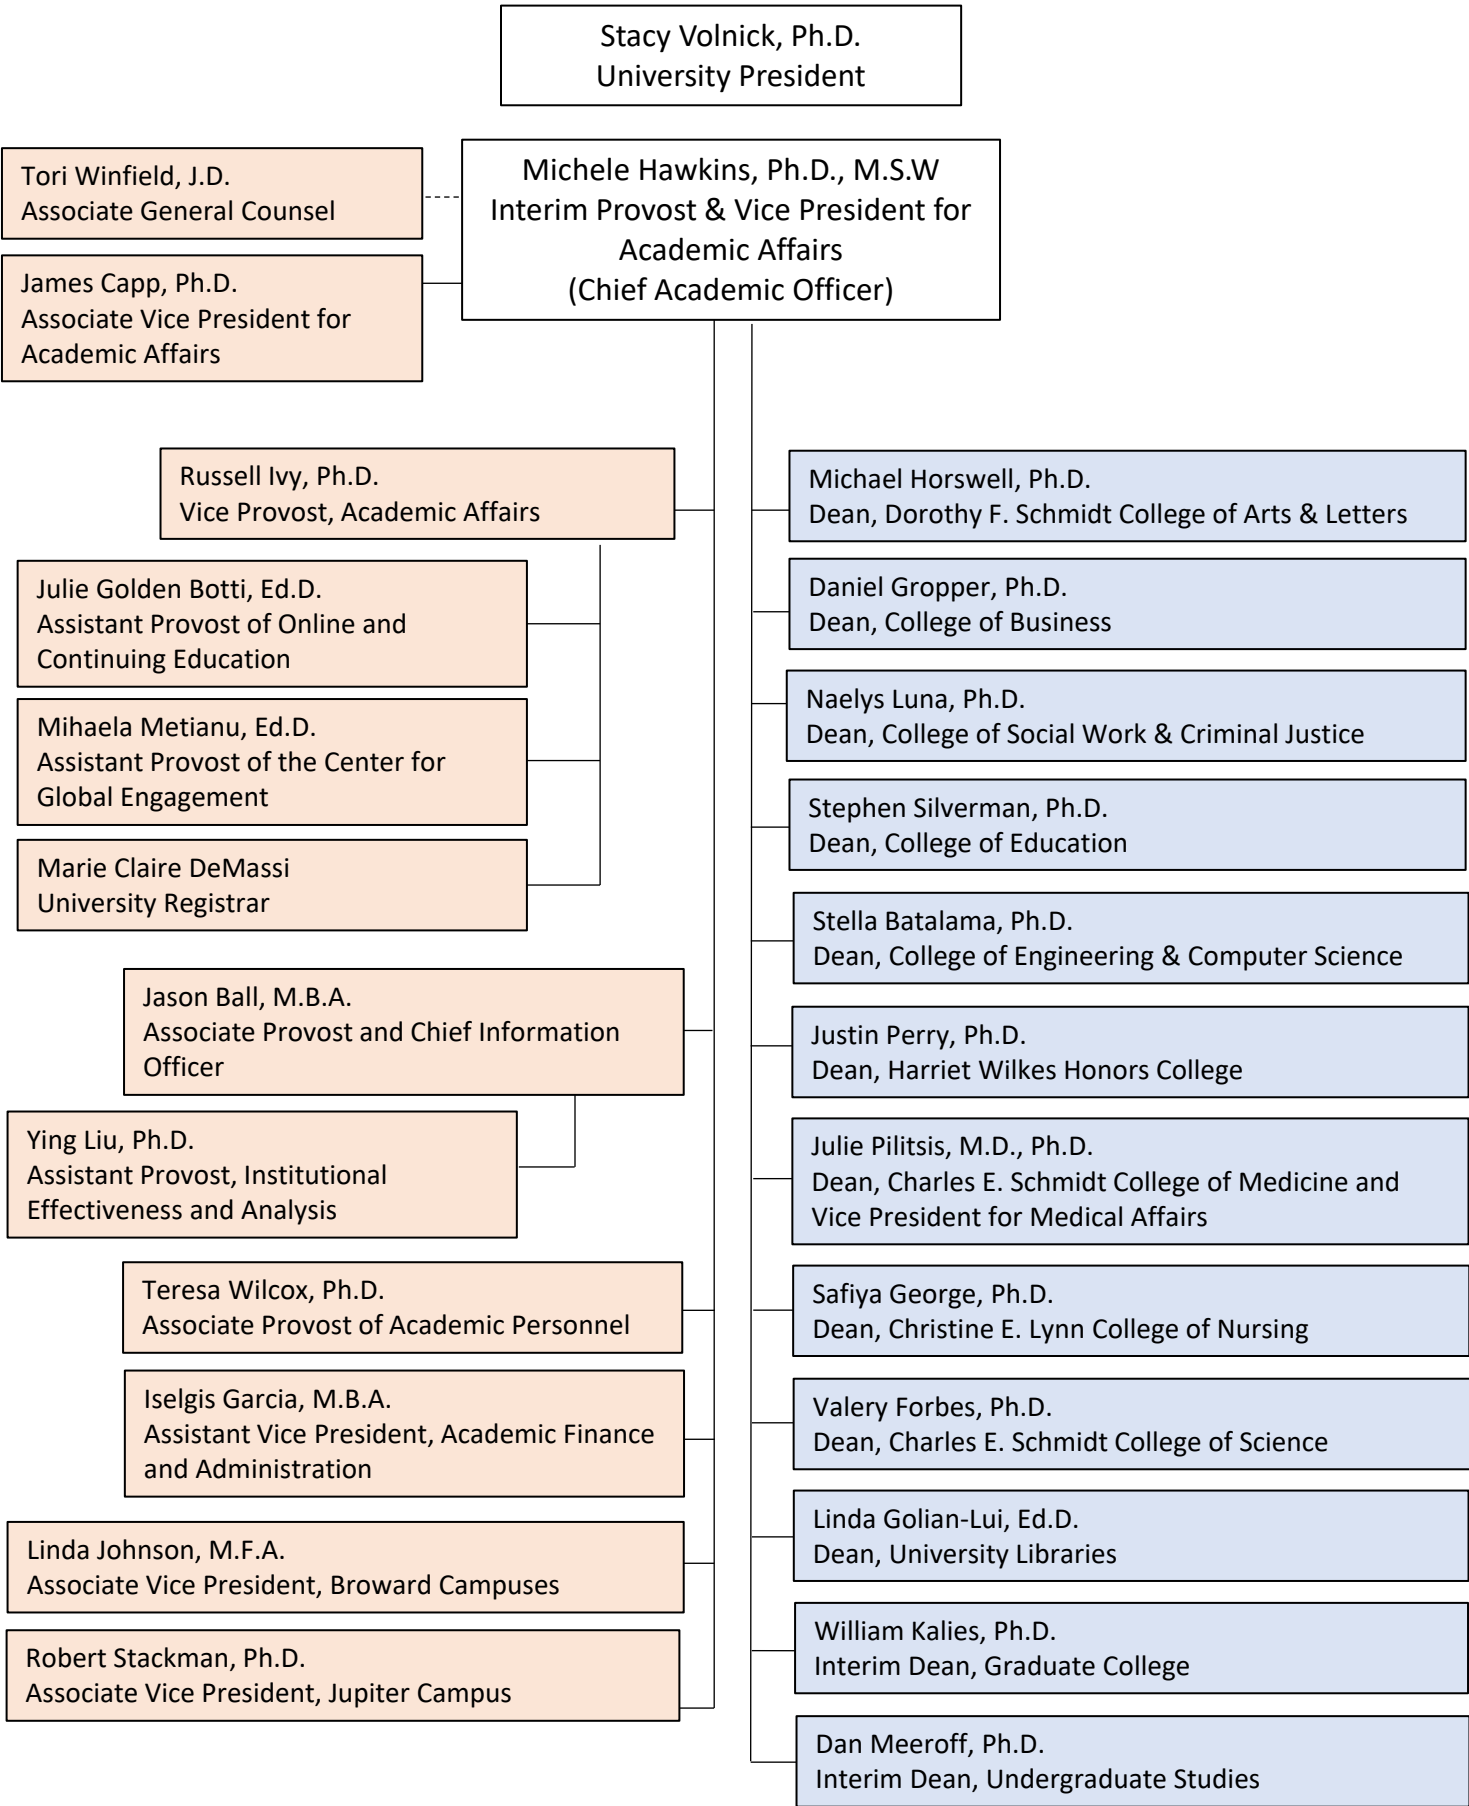 Stacy Volnick, Ph.D.
University President
Tori Winfield, J.D.
Associate General Counsel
Michele Hawkins, Ph.D., M.S.W
Interim Provost & Vice President for
Academic Affairs
(Chief Academic Officer)
James Capp, Ph.D.
Associate Vice President for
Academic Affairs
Russell Ivy, Ph.D.
Vice Provost, Academic Affairs
Julie Golden Botti, Ed.D.
Assistant Provost of Online and
Continuing Education
Mihaela Metianu, Ed.D.
Assistant Provost of the Center for
Global Engagement
Marie Claire DeMassi
University Registrar
Jason Ball, M.B.A.
Associate Provost and Chief Information
Officer
Ying Liu, Ph.D.
Assistant Provost, Institutional
Effectiveness and Analysis
Teresa Wilcox, Ph.D.
Associate Provost of Academic Personnel
Iselgis Garcia, M.B.A.
Assistant Vice President, Academic Finance
and Administration
Linda Johnson, M.F.A.
Associate Vice President, Broward Campuses
Robert Stackman, Ph.D.
Associate Vice President, Jupiter Campus
Michael Horswell, Ph.D.
Dean, Dorothy F. Schmidt College of Arts & Letters
Daniel Gropper, Ph.D.
Dean, College of Business
Naelys Luna, Ph.D.
Dean, College of Social Work & Criminal Justice
Stephen Silverman, Ph.D.
Dean, College of Education
Stella Batalama, Ph.D.
Dean, College of Engineering & Computer Science
Justin Perry, Ph.D.
Dean, Harriet Wilkes Honors College
Julie Pilitsis, M.D., Ph.D.
Dean, Charles E. Schmidt College of Medicine and
Vice President for Medical Affairs
Safiya George, Ph.D.
Dean, Christine E. Lynn College of Nursing
Valery Forbes, Ph.D.
Dean, Charles E. Schmidt College of Science
Linda Golian-Lui, Ed.D.
Dean, University Libraries
William Kalies, Ph.D.
Interim Dean, Graduate College
Dan Meeroff, Ph.D.
Interim Dean, Undergraduate Studies